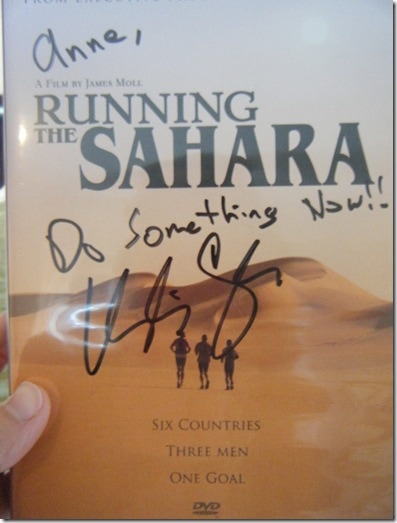 FROM EXECUTIVE
Anne,
A FILM BY JAMES MOLL
RUNNING
THE SAHARA
Do Something Now!!
SIX COUNTRIES
THREE MEN
ONE GOAL
DVD